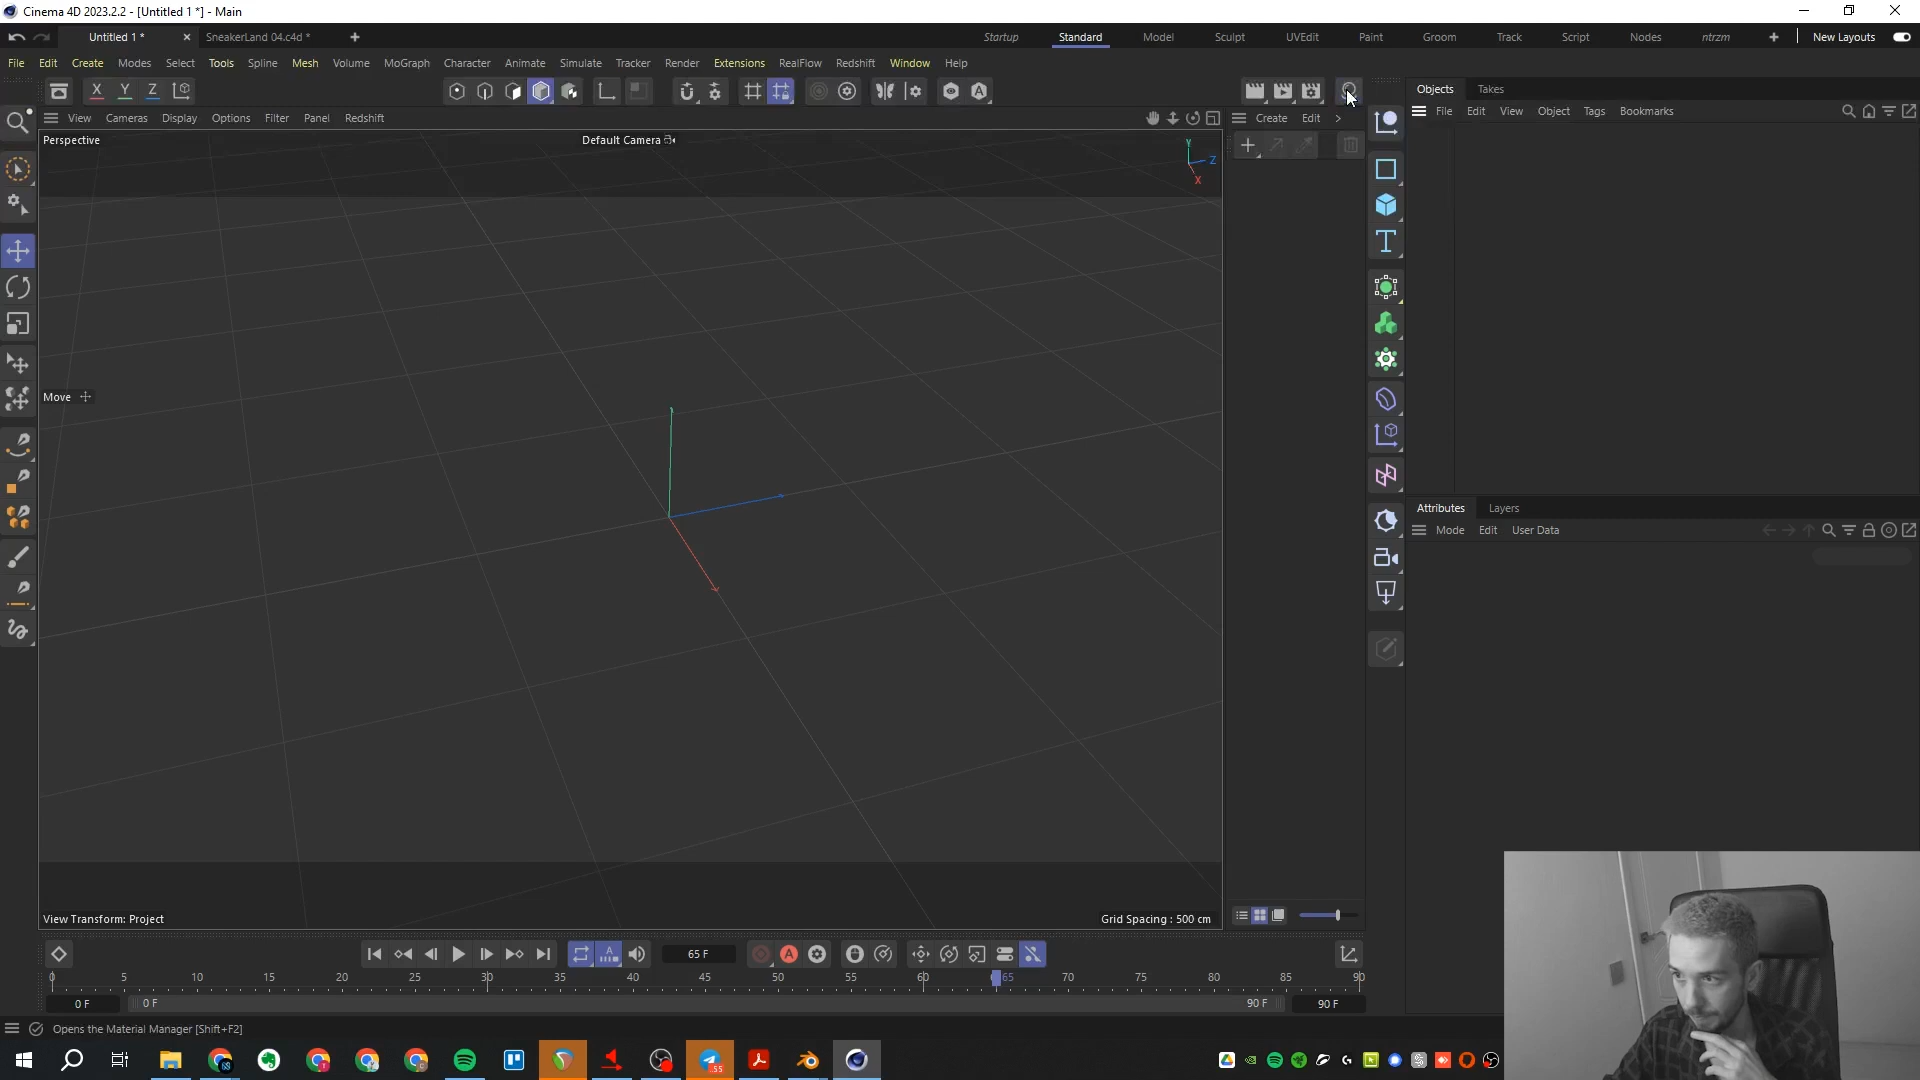 Cinema 4D 2023.2.2 - [Untitled 1 *] - Main
Untitled 1 * SneakerLand 04.c4d * Startup Standard Model Sculpt UVEdit Paint Groom Track Script Nodes ntrzm New Layouts
File Edit Create Modes Select Tools Spline Mesh Volume MoGraph Character Animate Simulate Tracker Render Extensions RealFlow Redshift Window Help
X Y Z
Objects Takes
File Edit View Object Tags Bookmarks
View Cameras Display Options Filter Panel Redshift
Create Edit
Perspective
Default Camera
Y
Z
X
Move
Attributes Layers
Mode Edit User Data
View Transform: Project
Grid Spacing : 500 cm
65 F
0 5 10 15 20 25 30 35 40 45 50 55 60 65 70 75 80 85 90
0 F 0 F 90 F 90 F
Opens the Material Manager [Shift+F2]
55